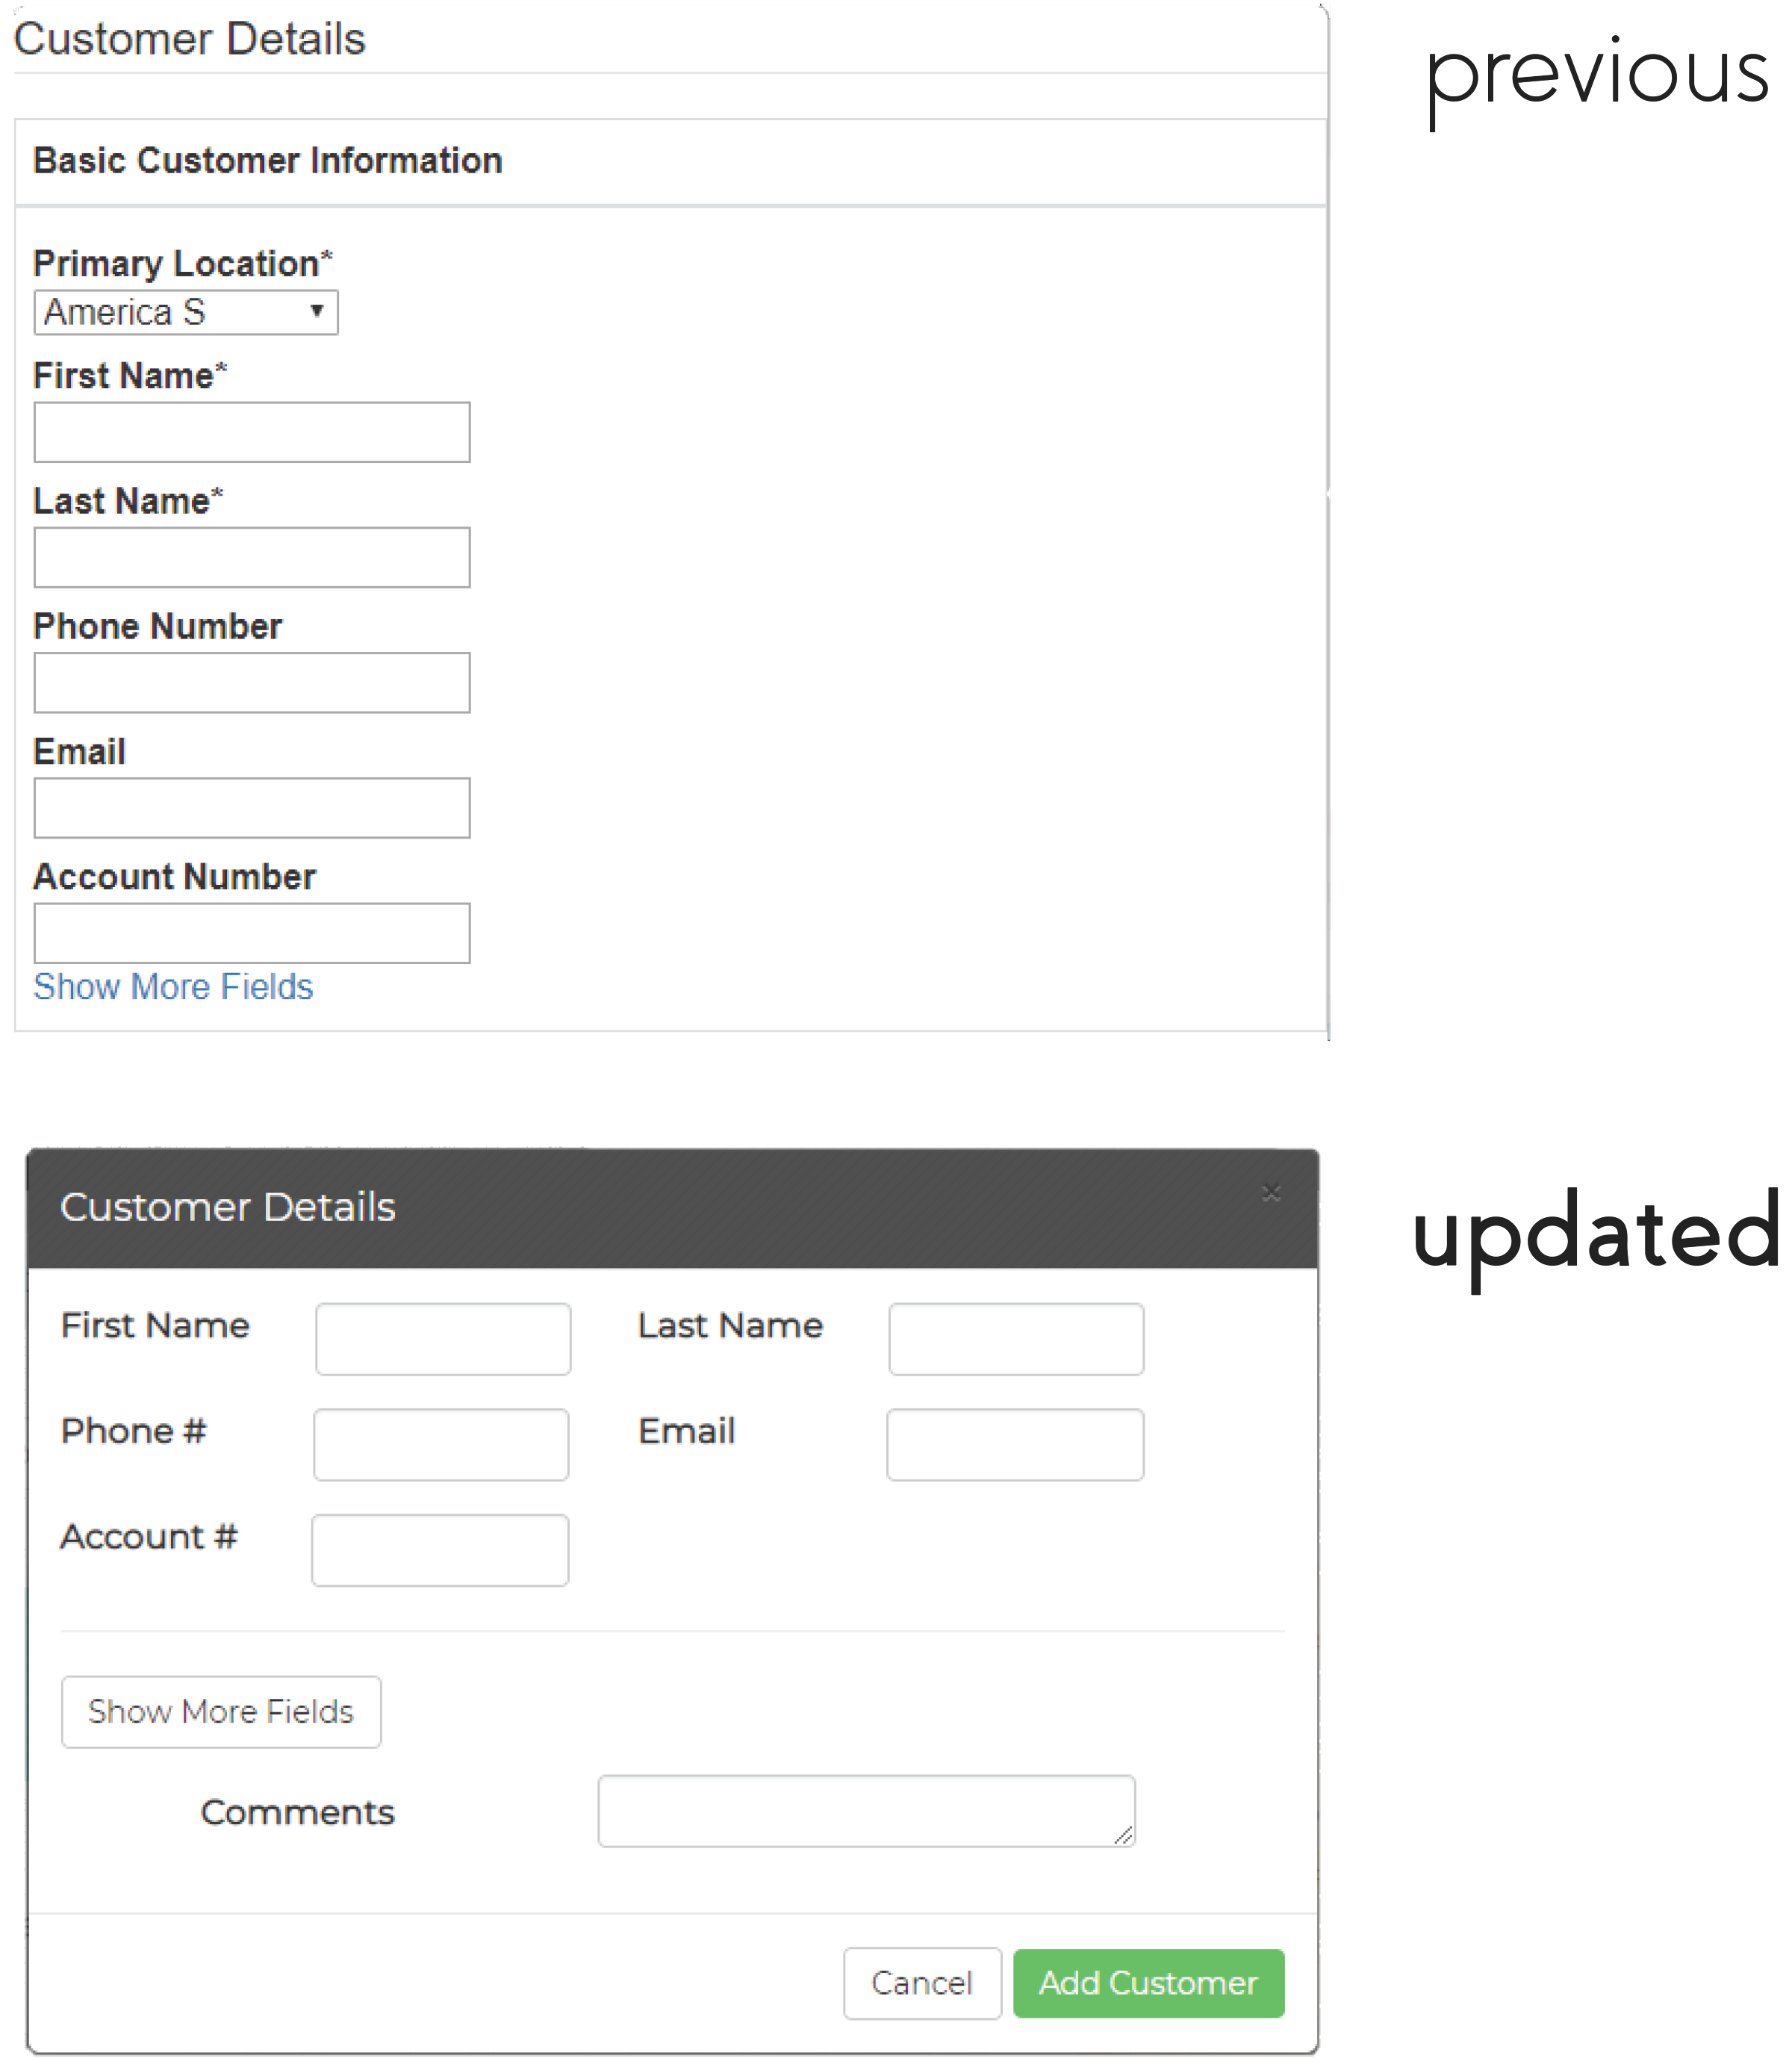 Customer Details
previous
Basic Customer Information
Primary Location*
America S
First Name*
Last Name*
Phone Number
Email
Account Number
Show More Fields
Customer Details ×
updated
First Name Last Name
Phone # Email
Account #
Show More Fields
Comments
Cancel Add Customer